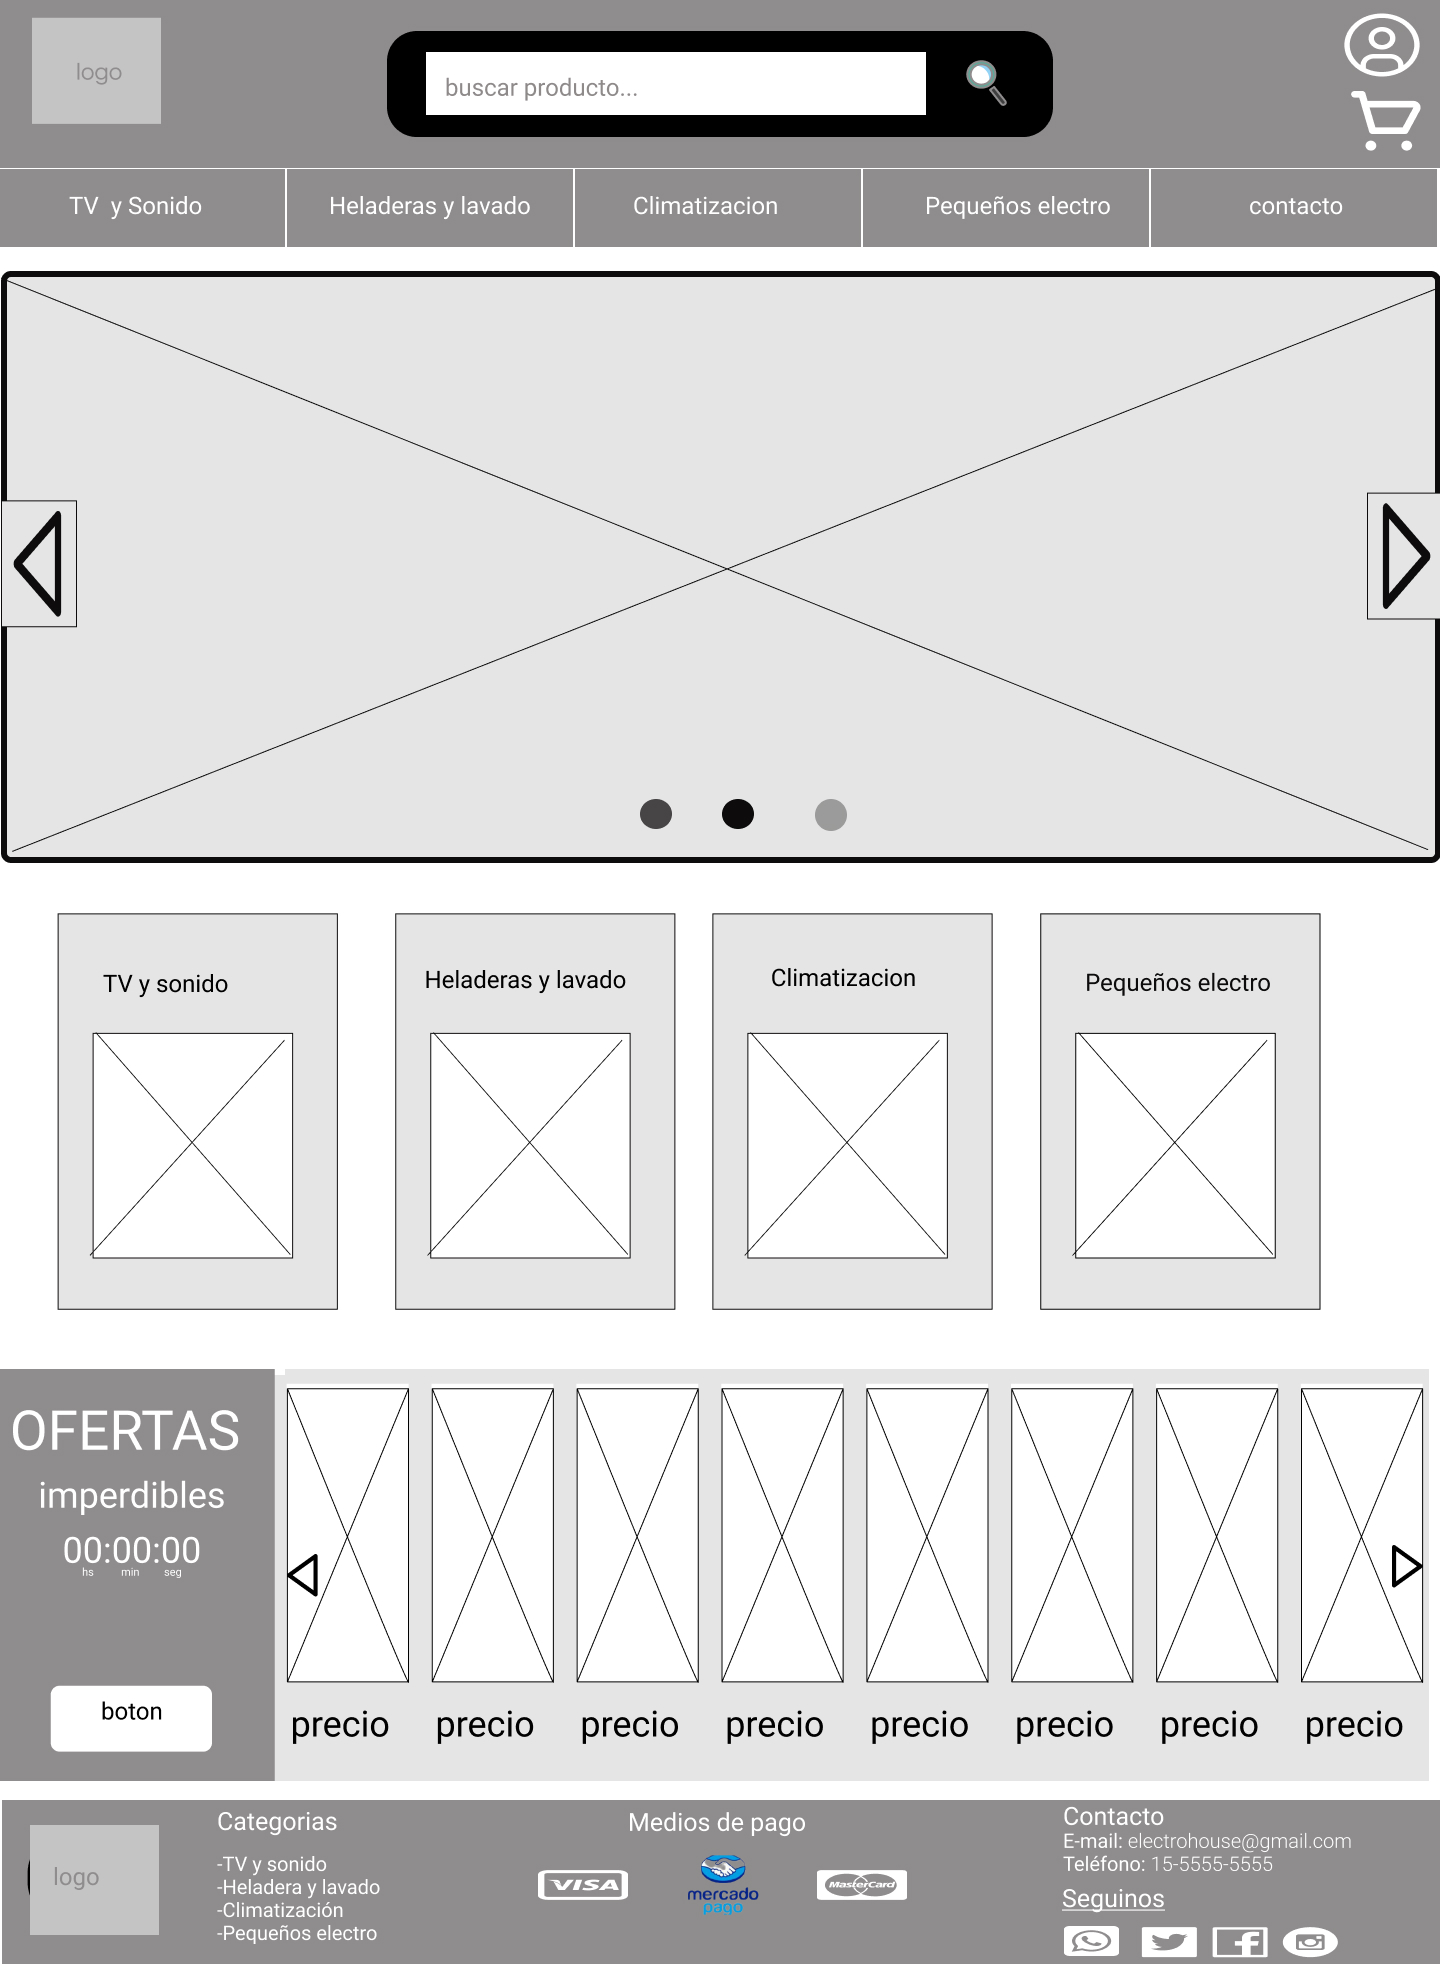 logo
buscar producto...
TV y Sonido
Heladeras y lavado
Climatizacion
Pequeños electro
contacto
TV y sonido
Heladeras y lavado
Climatizacion
Pequeños electro
OFERTAS
imperdibles
00:00:00
hs min seg
boton
precio precio precio precio precio precio precio precio
logo
Categorias
-TV y sonido
-Heladera y lavado
-Climatización
-Pequeños electro
Medios de pago
VISA
mercado
pago
MasterCard
Contacto
E-mail: electrohouse@gmail.com
Teléfono: 15-5555-5555
Seguinos